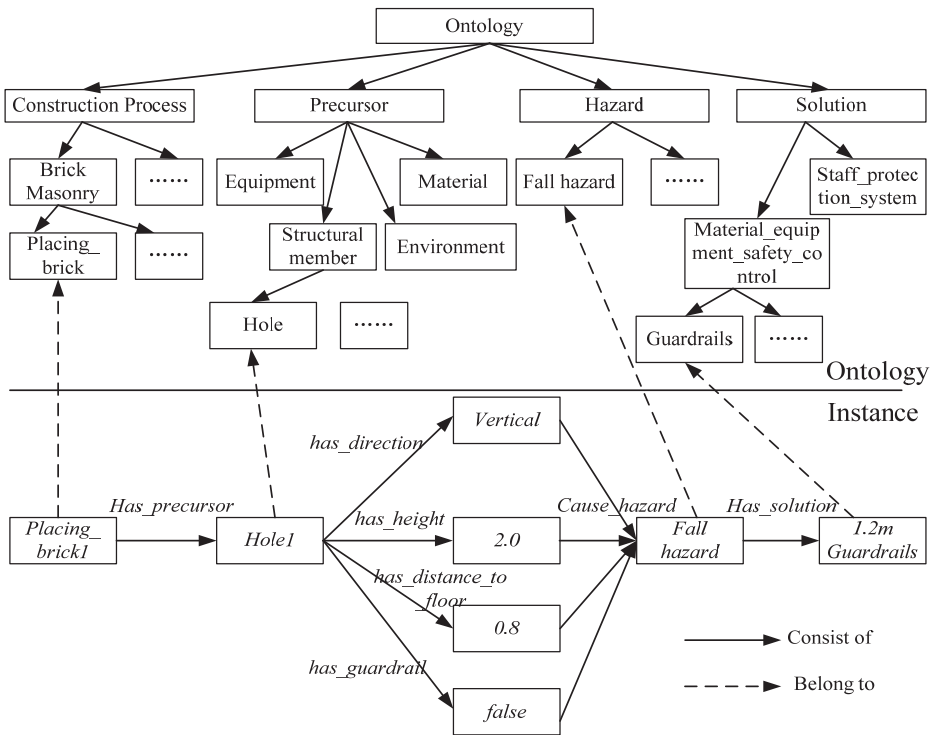 Ontology
Construction Process
Precursor
Hazard
Solution
Brick
Masonry
......
Equipment
Material
Fall hazard
......
Staff_protec
tion_system
Placing_
brick
......
Structural
member
Environment
Material_equip
ment_safety_co
ntrol
Hole
......
Guardrails
......
Ontology
Instance
Vertical
has_direction
Has_precursor
has_height
Cause_hazard
Has_solution
Placing_
brick1
Hole1
2.0
Fall
hazard
1.2m
Guardrails
has_distance_to
_floor
0.8
Consist of
has_guardrail
Belong to
false